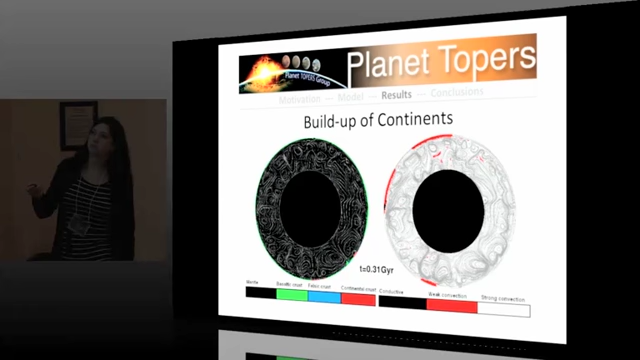 Planet Topers
Planet TOPERS Group
Motivation — Model — Results — Conclusions
Build-up of Continents
t=0.31Gyr
Mantle Basaltic crust Felsic crust Continental crust
Conductive Weak convection Strong convection